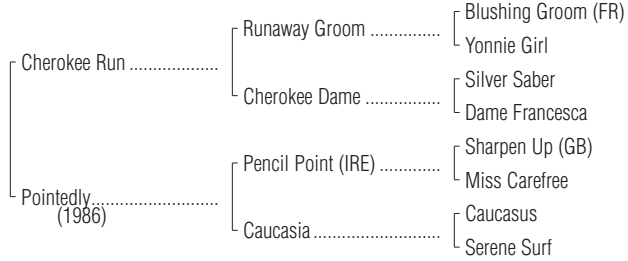 Blushing Groom (FR)
Runaway Groom ...............
Yonnie Girl
Cherokee Run ...................
Silver Saber
Cherokee Dame ................
Dame Francesca
Sharpen Up (GB)
Pencil Point (IRE) .............
Miss Carefree
Pointedly...........................
(1986)
Caucasus
Caucasia...........................
Serene Surf